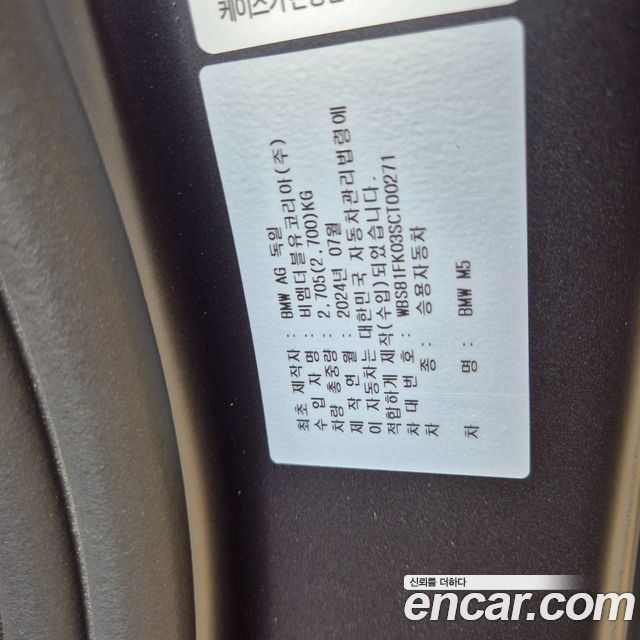 케이스가 손상
최초 제작자 : BMW AG 독일
수 입 자 명 : 비엠더블유코리아(주)
차량 총중량 : 2.705(2.700)KG
제 작 연 월 : 2024년 07월
이 자동차는 대한민국 자동차관리법령에
적합하게 제작(수입)되었습니다.
차 대 번 호 : WBS81FK03SCT00271
차 종 : 승용자동차
차 명 : BMW M5
신뢰를 더하다
encar.com